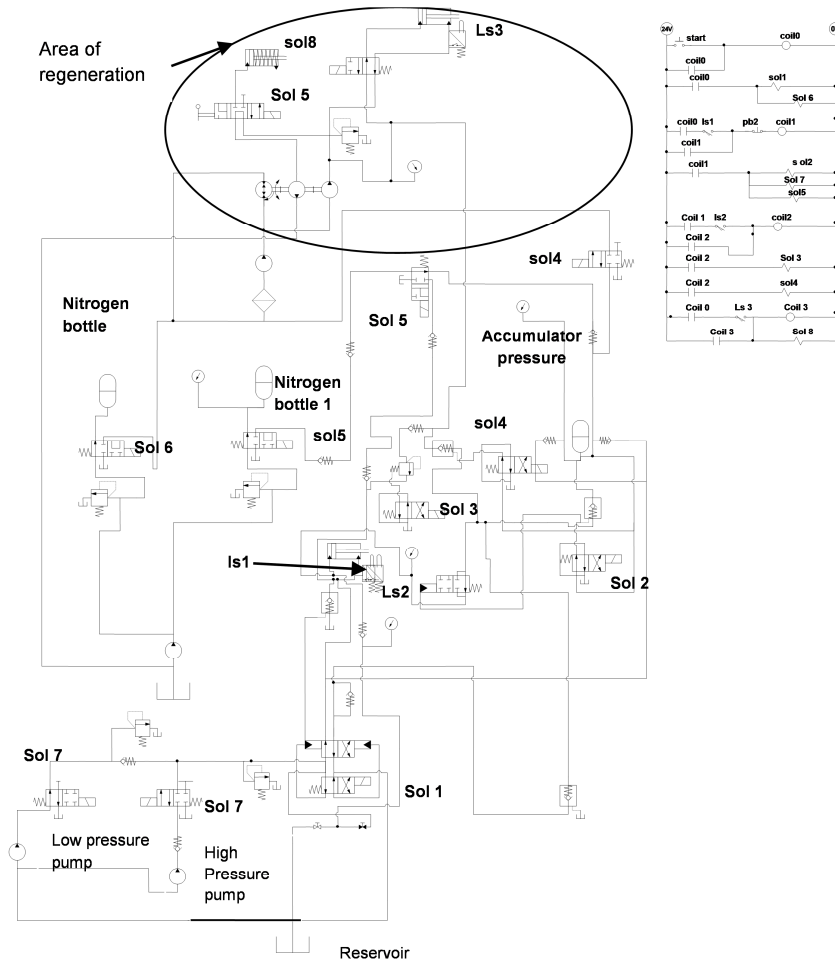 Area of
regeneration
sol8
Ls3
Sol 5
sol4
Nitrogen
bottle
Sol 5
Accumulator
pressure
Nitrogen
bottle 1
sol5
sol4
Sol 6
Sol 3
ls1
Ls2
Sol 2
Sol 7
Sol 7
Sol 1
Low pressure
pump
High
Pressure
pump
Reservoir
24V
start
coil0
coil0
coil0
sol1
Sol 6
coil0
ls1
pb2
coil1
coil1
coil1
s ol2
Sol 7
sol5
Coil 1
ls2
coil2
Coil 2
Coil 2
Sol 3
Coil 2
sol4
Coil 0
Ls 3
Coil 3
Coil 3
Sol 8